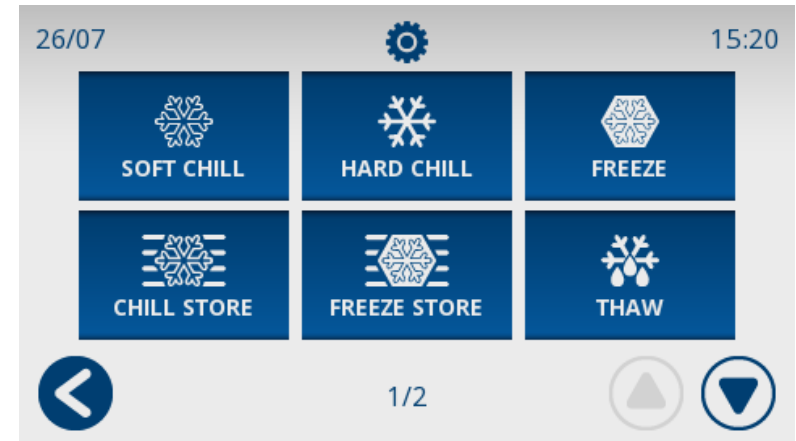 26/07
15:20
SOFT CHILL
HARD CHILL
FREEZE
CHILL STORE
FREEZE STORE
THAW
1/2